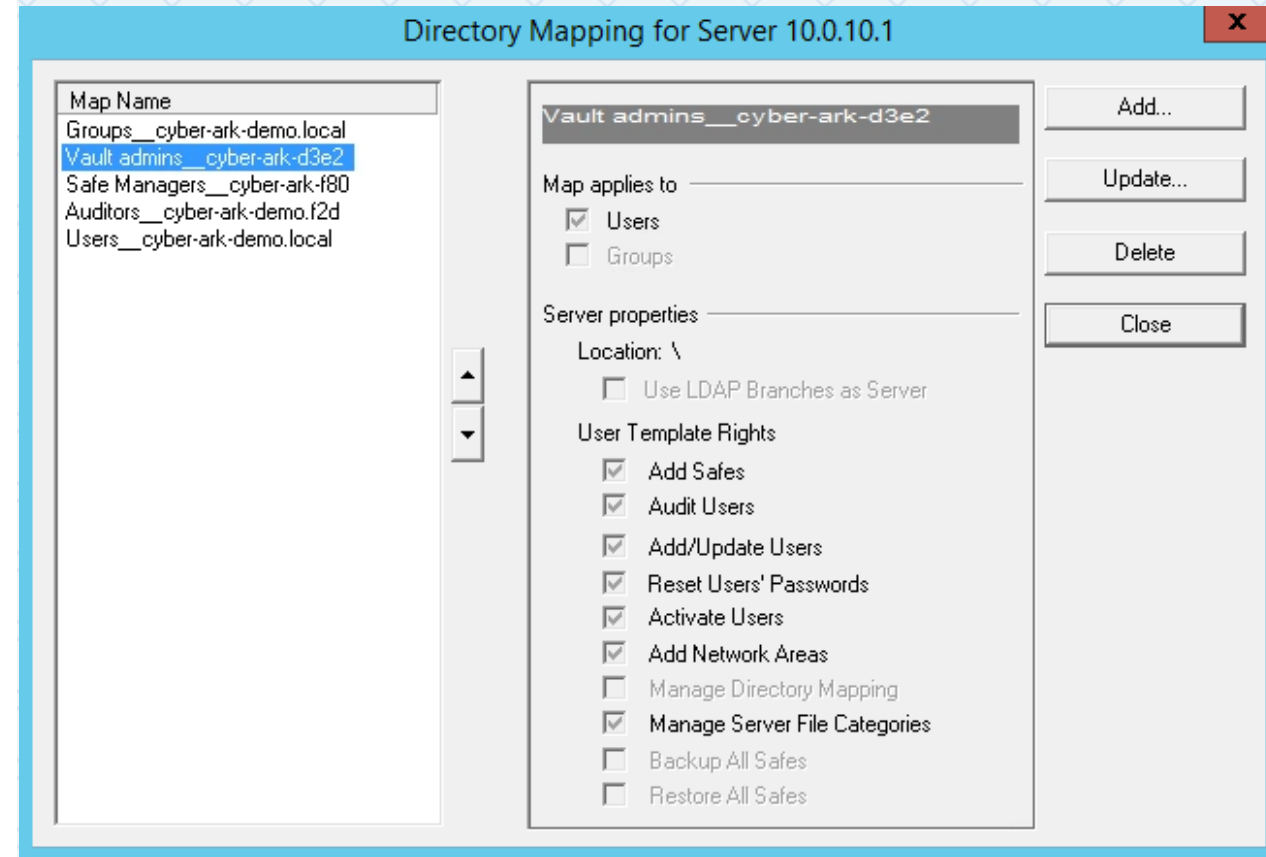 Directory Mapping for Server 10.0.10.1
X
Map Name
Groups__cyber-ark-demo.local
Vault admins__cyber-ark-d3e2
Safe Managers__cyber-ark-f80
Auditors__cyber-ark-demo.f2d
Users__cyber-ark-demo.local
Vault admins__cyber-ark-d3e2
Map applies to
Users
Groups
Server properties
Location: \
Use LDAP Branches as Server
User Template Rights
Add Safes
Audit Users
Add/Update Users
Reset Users' Passwords
Activate Users
Add Network Areas
Manage Directory Mapping
Manage Server File Categories
Backup All Safes
Restore All Safes
Add...
Update...
Delete
Close